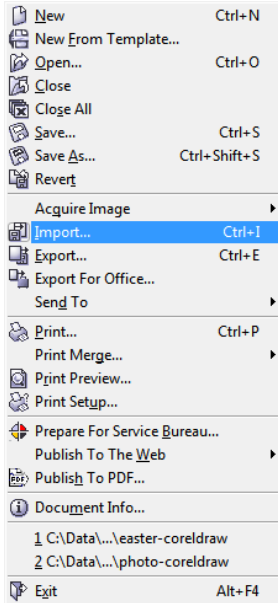 New Ctrl+N
New From Template...
Open... Ctrl+O
Close
Close All
Save... Ctrl+S
Save As... Ctrl+Shift+S
Revert
Acquire Image
Import... Ctrl+I
Export... Ctrl+E
Export For Office...
Send To
Print... Ctrl+P
Print Merge...
Print Preview...
Print Setup...
Prepare For Service Bureau...
Publish To The Web
Publish To PDF...
Document Info...
1 C:\Data\...\easter-coreldraw
2 C:\Data\...\photo-coreldraw
Exit Alt+F4